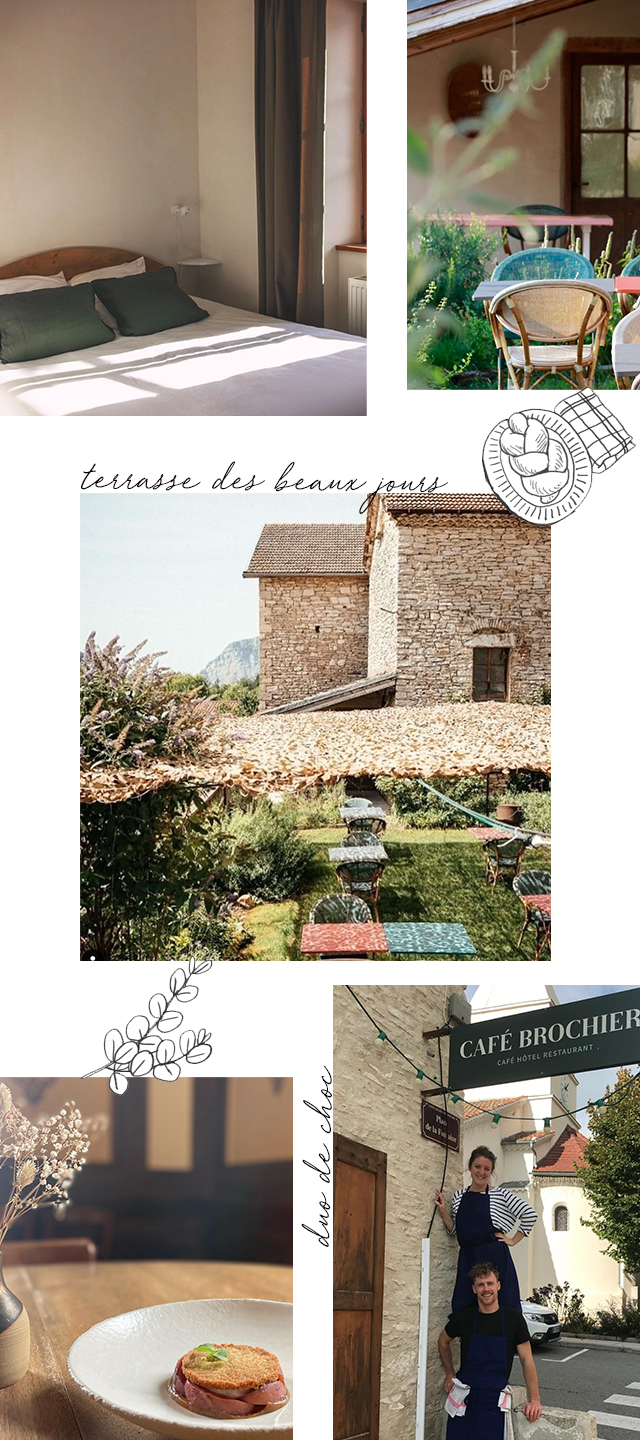 terrasse des beaux jours
CAFÉ BROCHIER
CAFÉ HÔTEL RESTAURANT .
Place
de la Fontaine
duo de choc